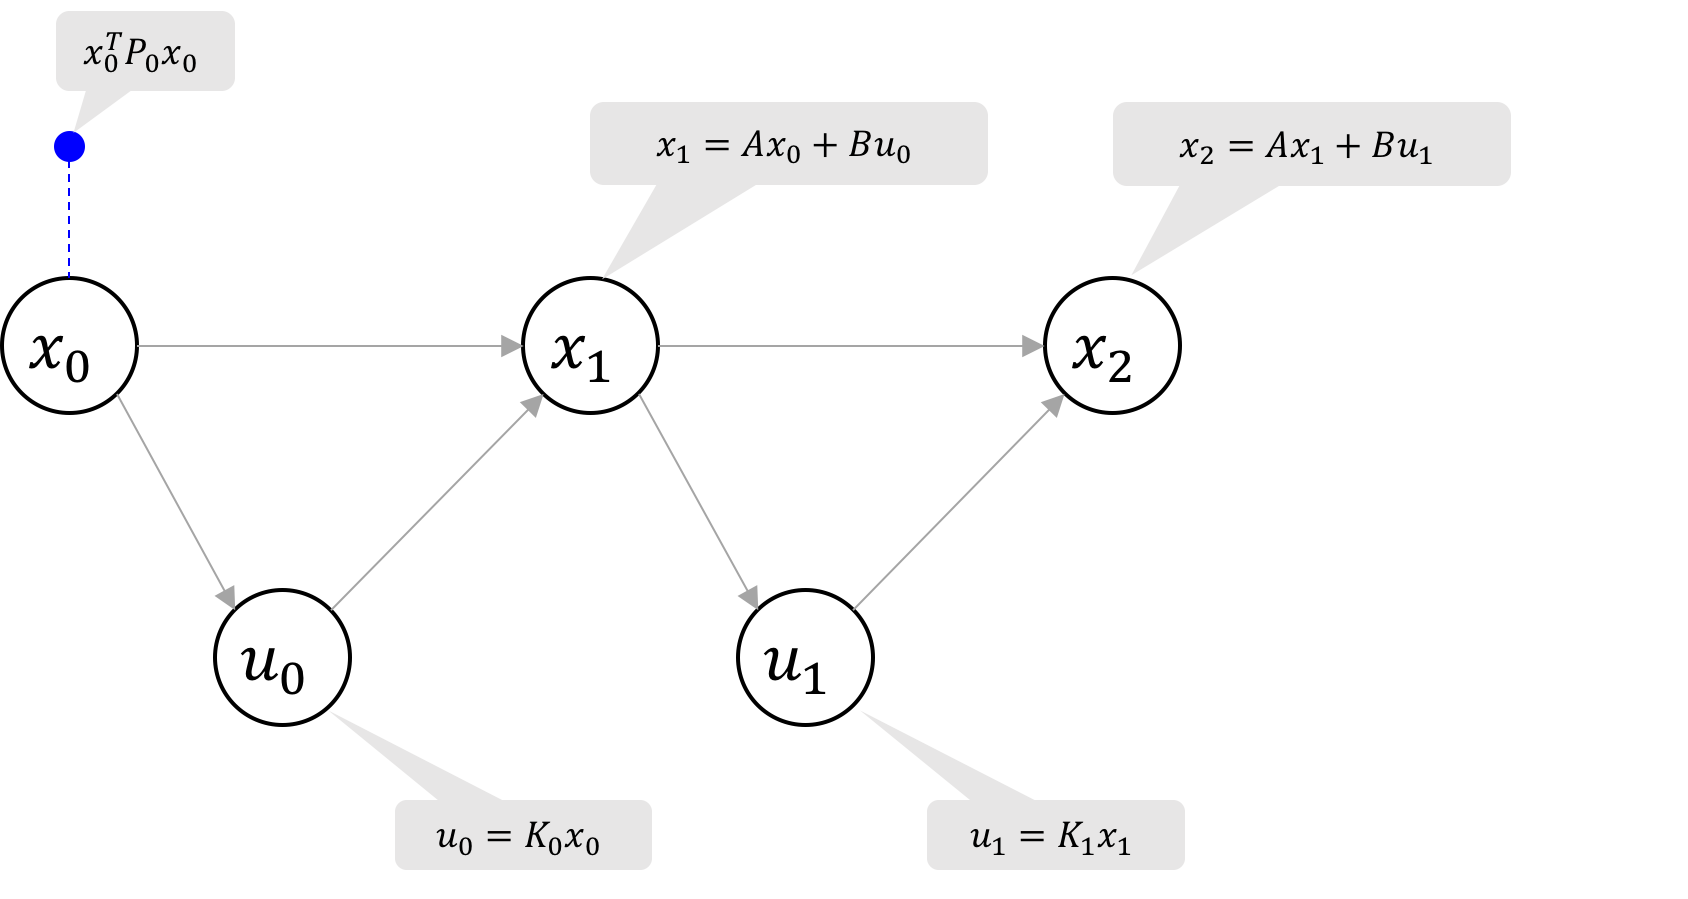 x_0^T P_0 x_0
x_1 = Ax_0 + Bu_0
x_2 = Ax_1 + Bu_1
x_0
x_1
x_2
u_0
u_1
u_0 = K_0 x_0
u_1 = K_1 x_1